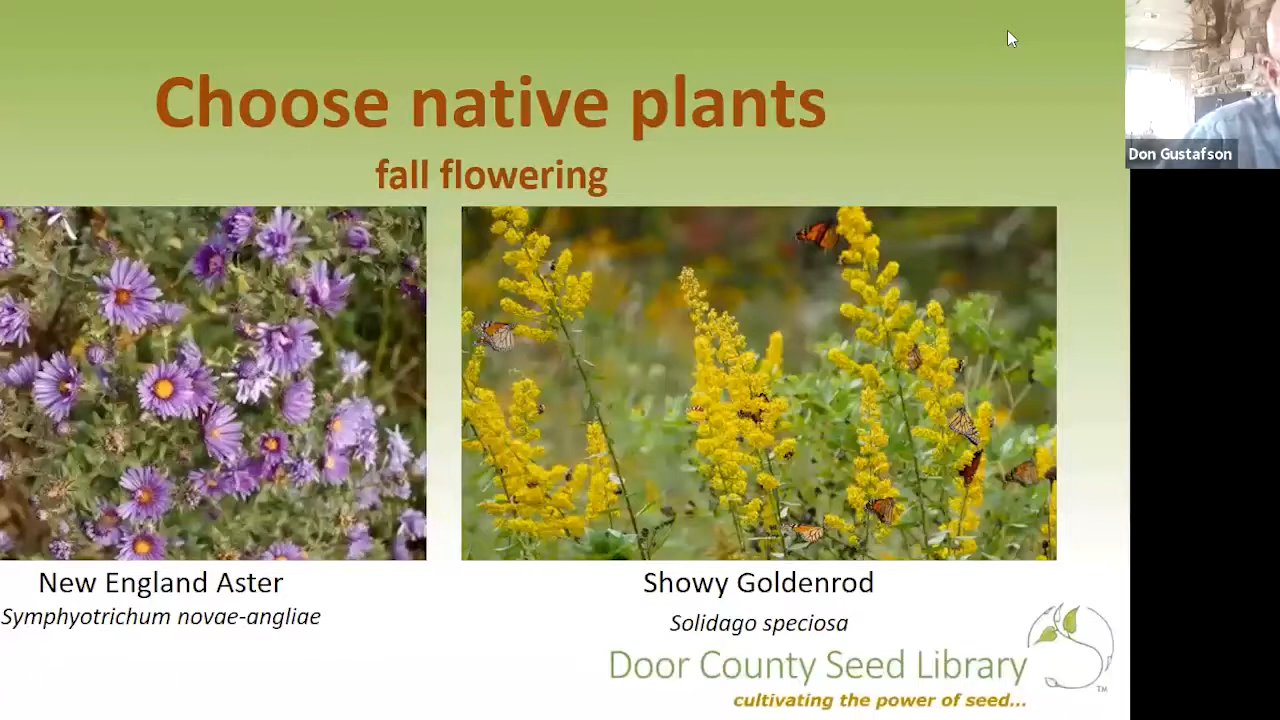 Choose native plants
fall flowering
Don Gustafson
New England Aster
Symphyotrichum novae-angliae
Showy Goldenrod
Solidago speciosa
Door County Seed Library
TM
cultivating the power of seed...